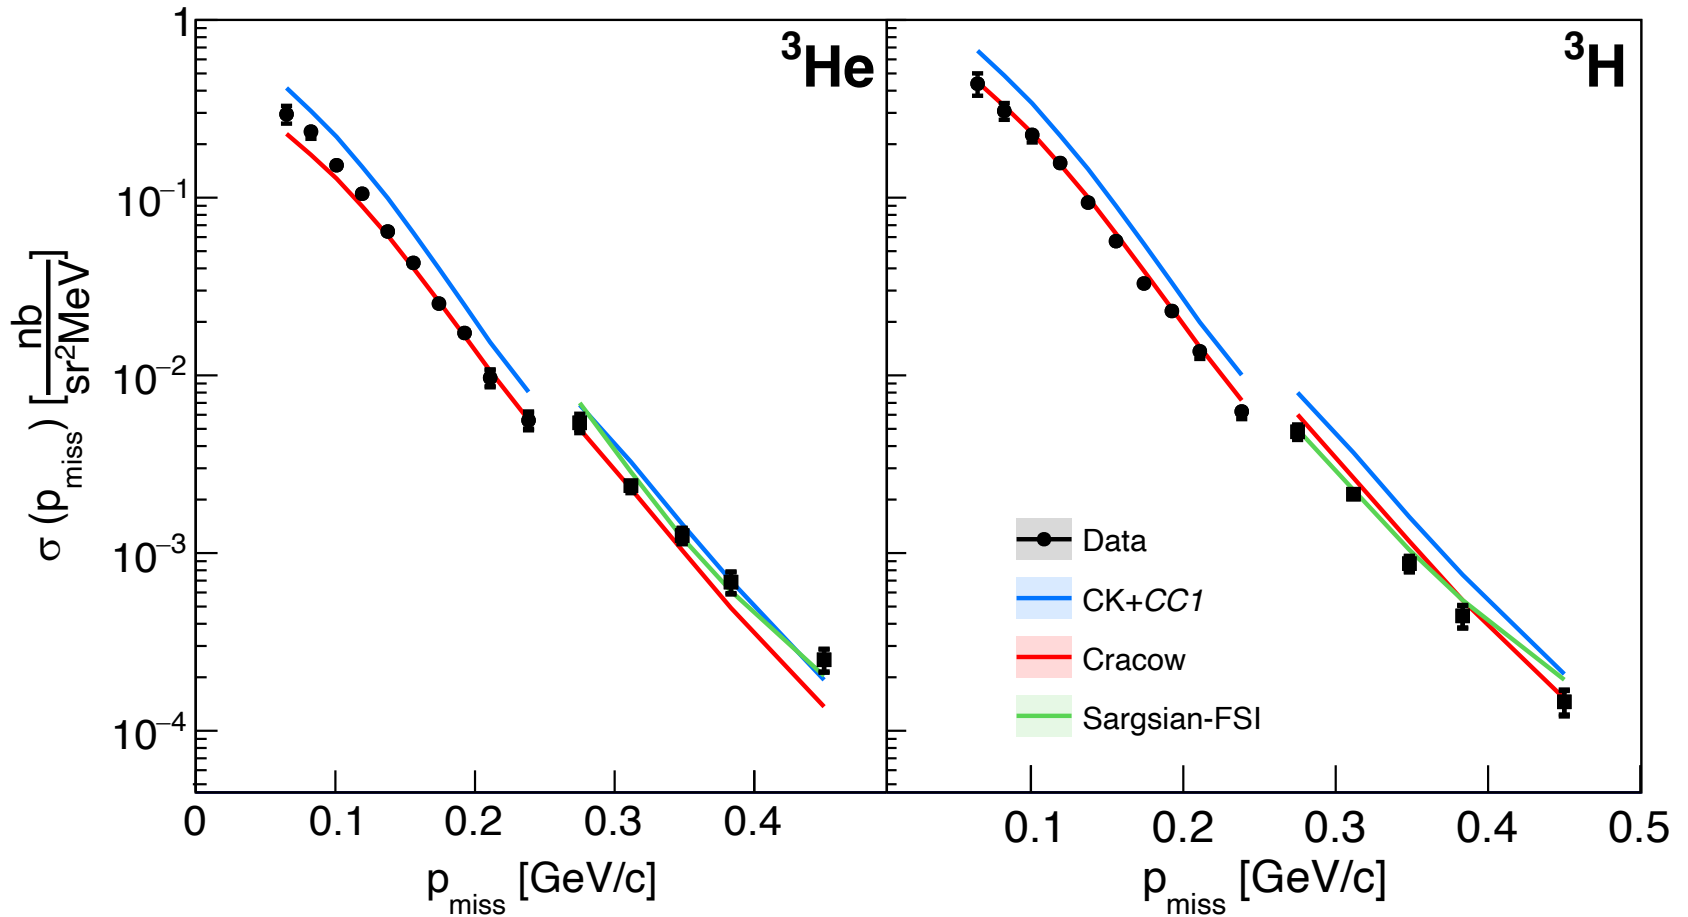 ³He
³H
1
10⁻¹
10⁻²
10⁻³
10⁻⁴
σ (p_miss) [nb / sr²MeV]
Data
CK+CC1
Cracow
Sargsian-FSI
0 0.1 0.2 0.3 0.4
0.1 0.2 0.3 0.4 0.5
p_miss [GeV/c]
p_miss [GeV/c]